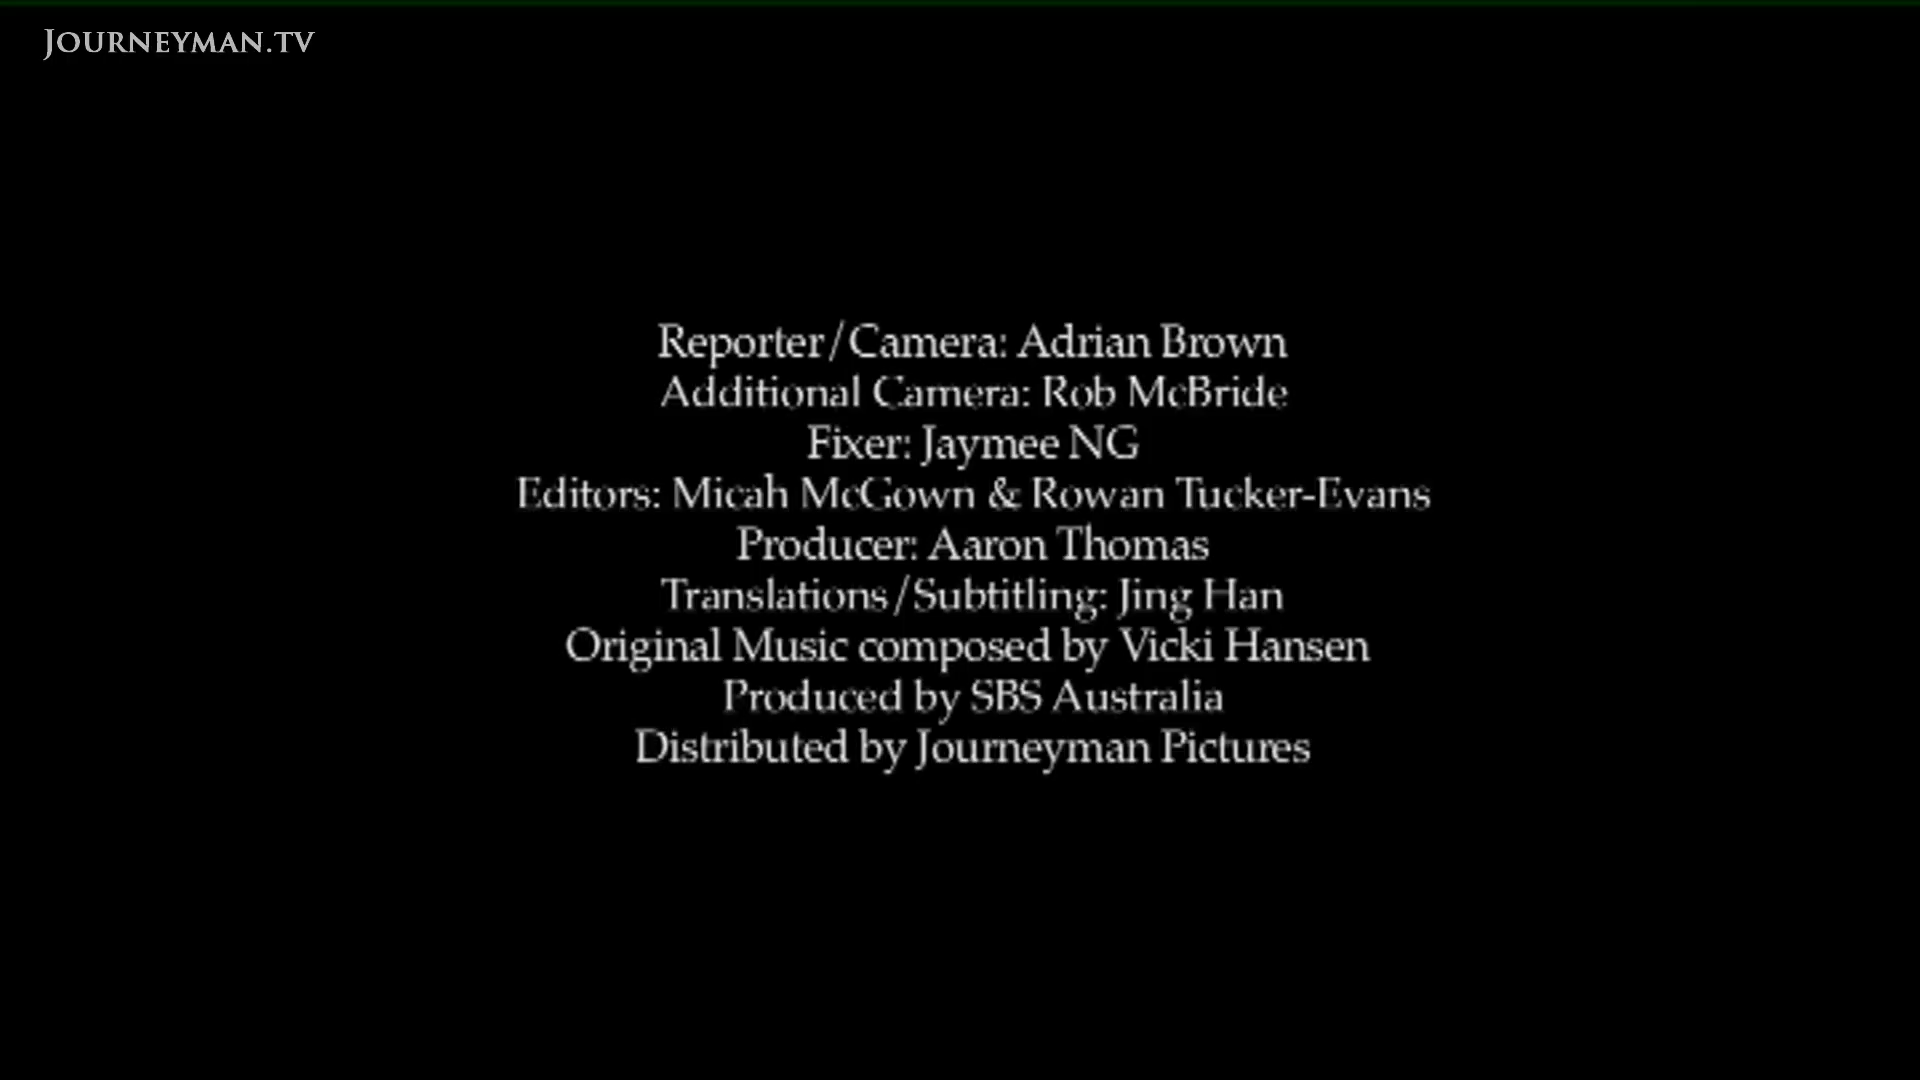 JOURNEYMAN.TV
Reporter/Camera: Adrian Brown
Additional Camera: Rob McBride
Fixer: Jaymee NG
Editors: Micah McGown & Rowan Tucker-Evans
Producer: Aaron Thomas
Translations/Subtitling: Jing Han
Original Music composed by Vicki Hansen
Produced by SBS Australia
Distributed by Journeyman Pictures